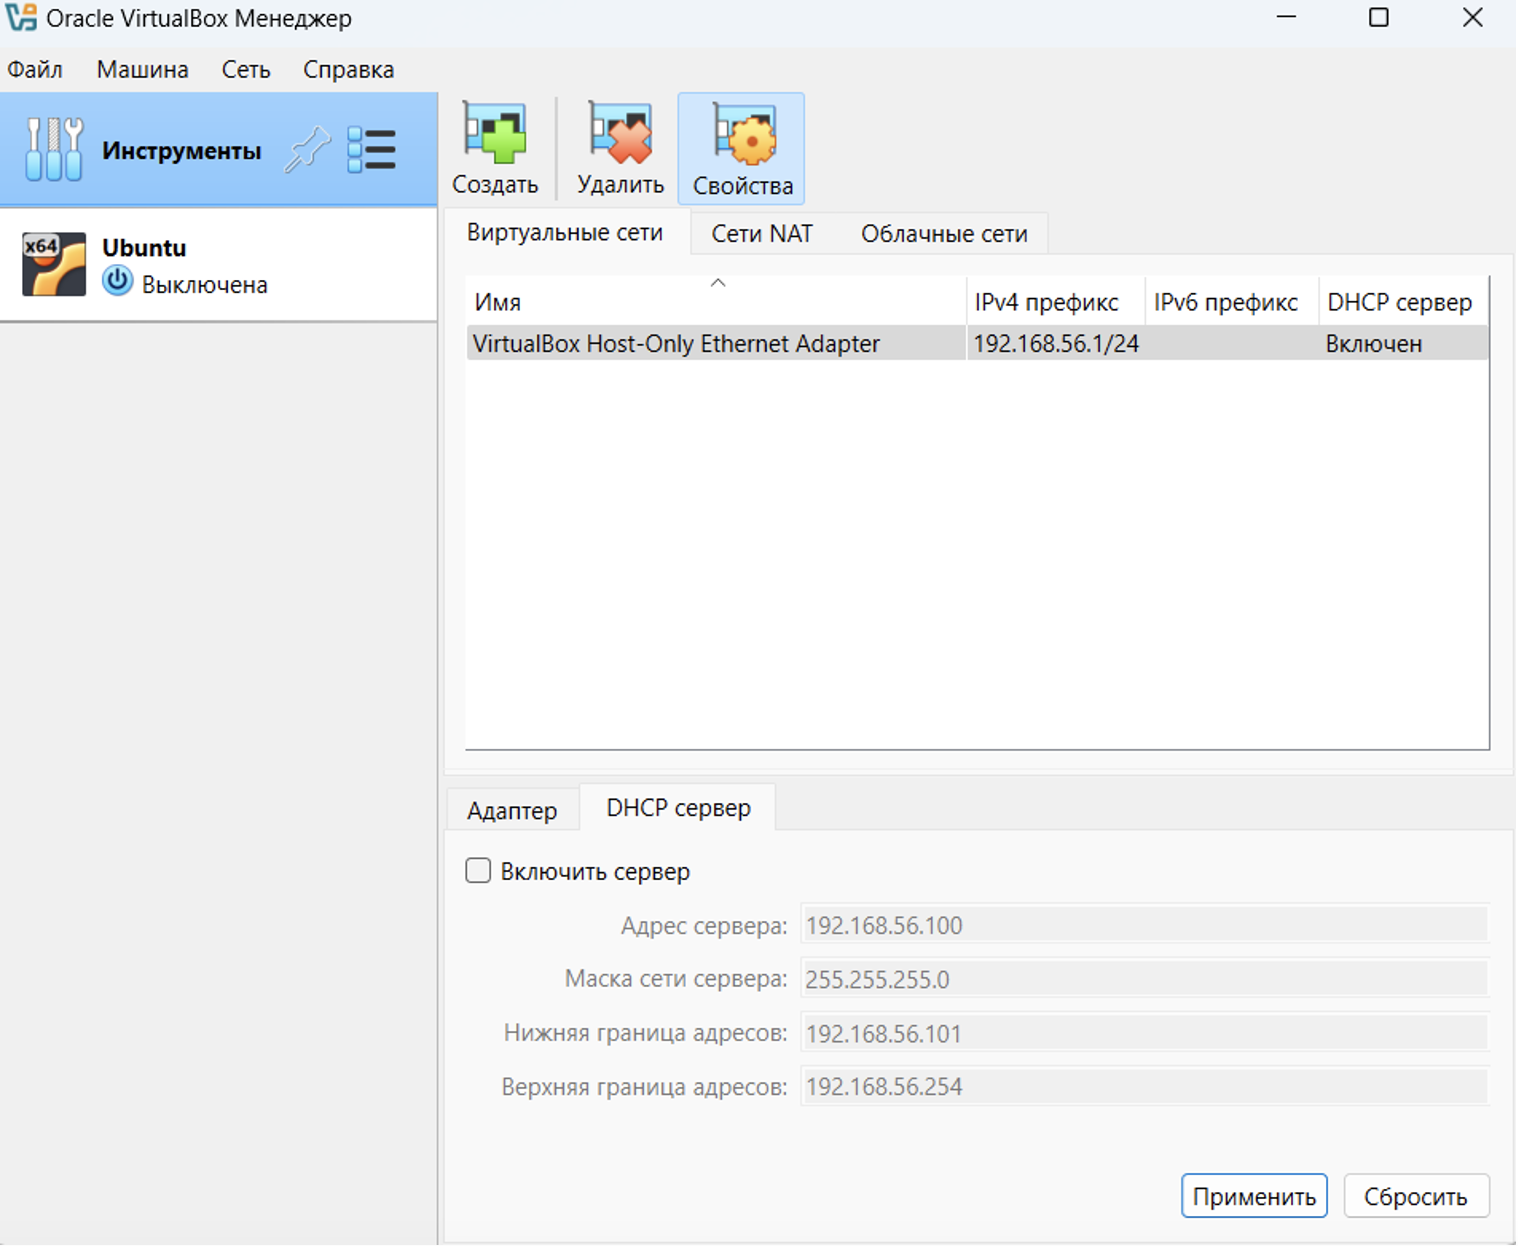 Oracle VirtualBox Менеджер
Файл Машина Сеть Справка
Инструменты
x64
Ubuntu
Выключена
Создать Удалить Свойства
Виртуальные сети Сети NAT Облачные сети
Имя IPv4 префикс IPv6 префикс DHCP сервер
VirtualBox Host-Only Ethernet Adapter 192.168.56.1/24 Включен
Адаптер DHCP сервер
Включить сервер
Адрес сервера: 192.168.56.100
Маска сети сервера: 255.255.255.0
Нижняя граница адресов: 192.168.56.101
Верхняя граница адресов: 192.168.56.254
Применить Сбросить